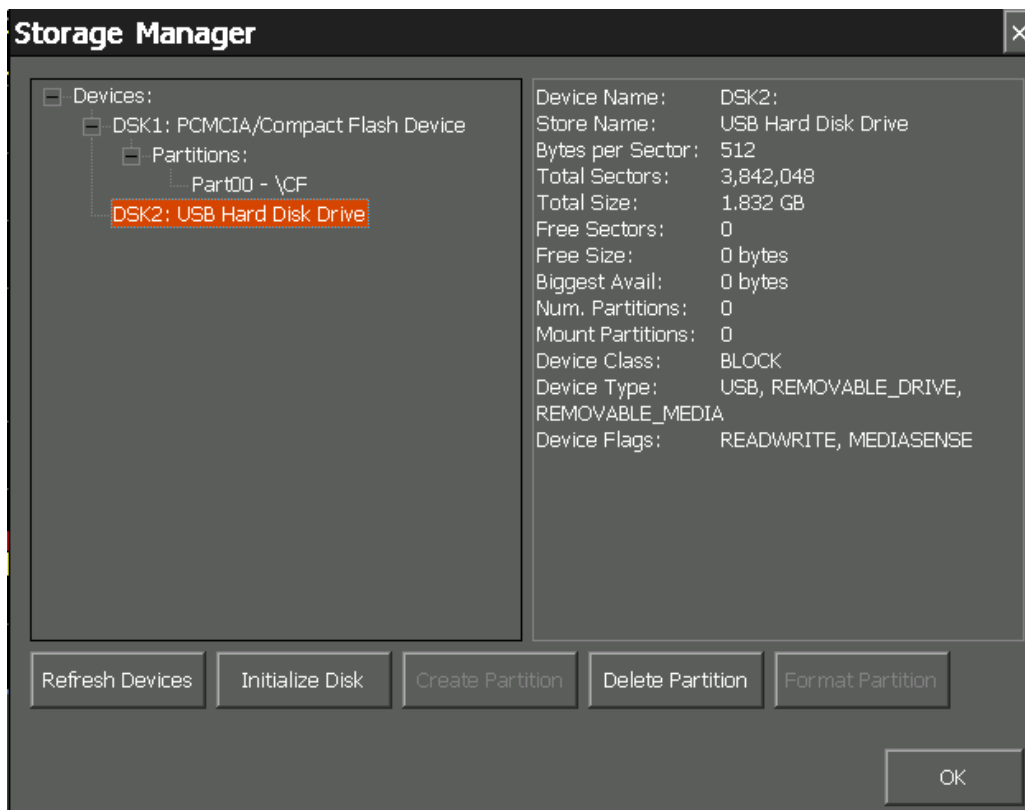 Storage Manager
Devices:
DSK1: PCMCIA/Compact Flash Device
Partitions:
Part00 - \CF
DSK2: USB Hard Disk Drive
Device Name: DSK2:
Store Name: USB Hard Disk Drive
Bytes per Sector: 512
Total Sectors: 3,842,048
Total Size: 1.832 GB
Free Sectors: 0
Free Size: 0 bytes
Biggest Avail: 0 bytes
Num. Partitions: 0
Mount Partitions: 0
Device Class: BLOCK
Device Type: USB, REMOVABLE_DRIVE,
REMOVABLE_MEDIA
Device Flags: READWRITE, MEDIASENSE
Refresh Devices
Initialize Disk
Create Partition
Delete Partition
Format Partition
OK